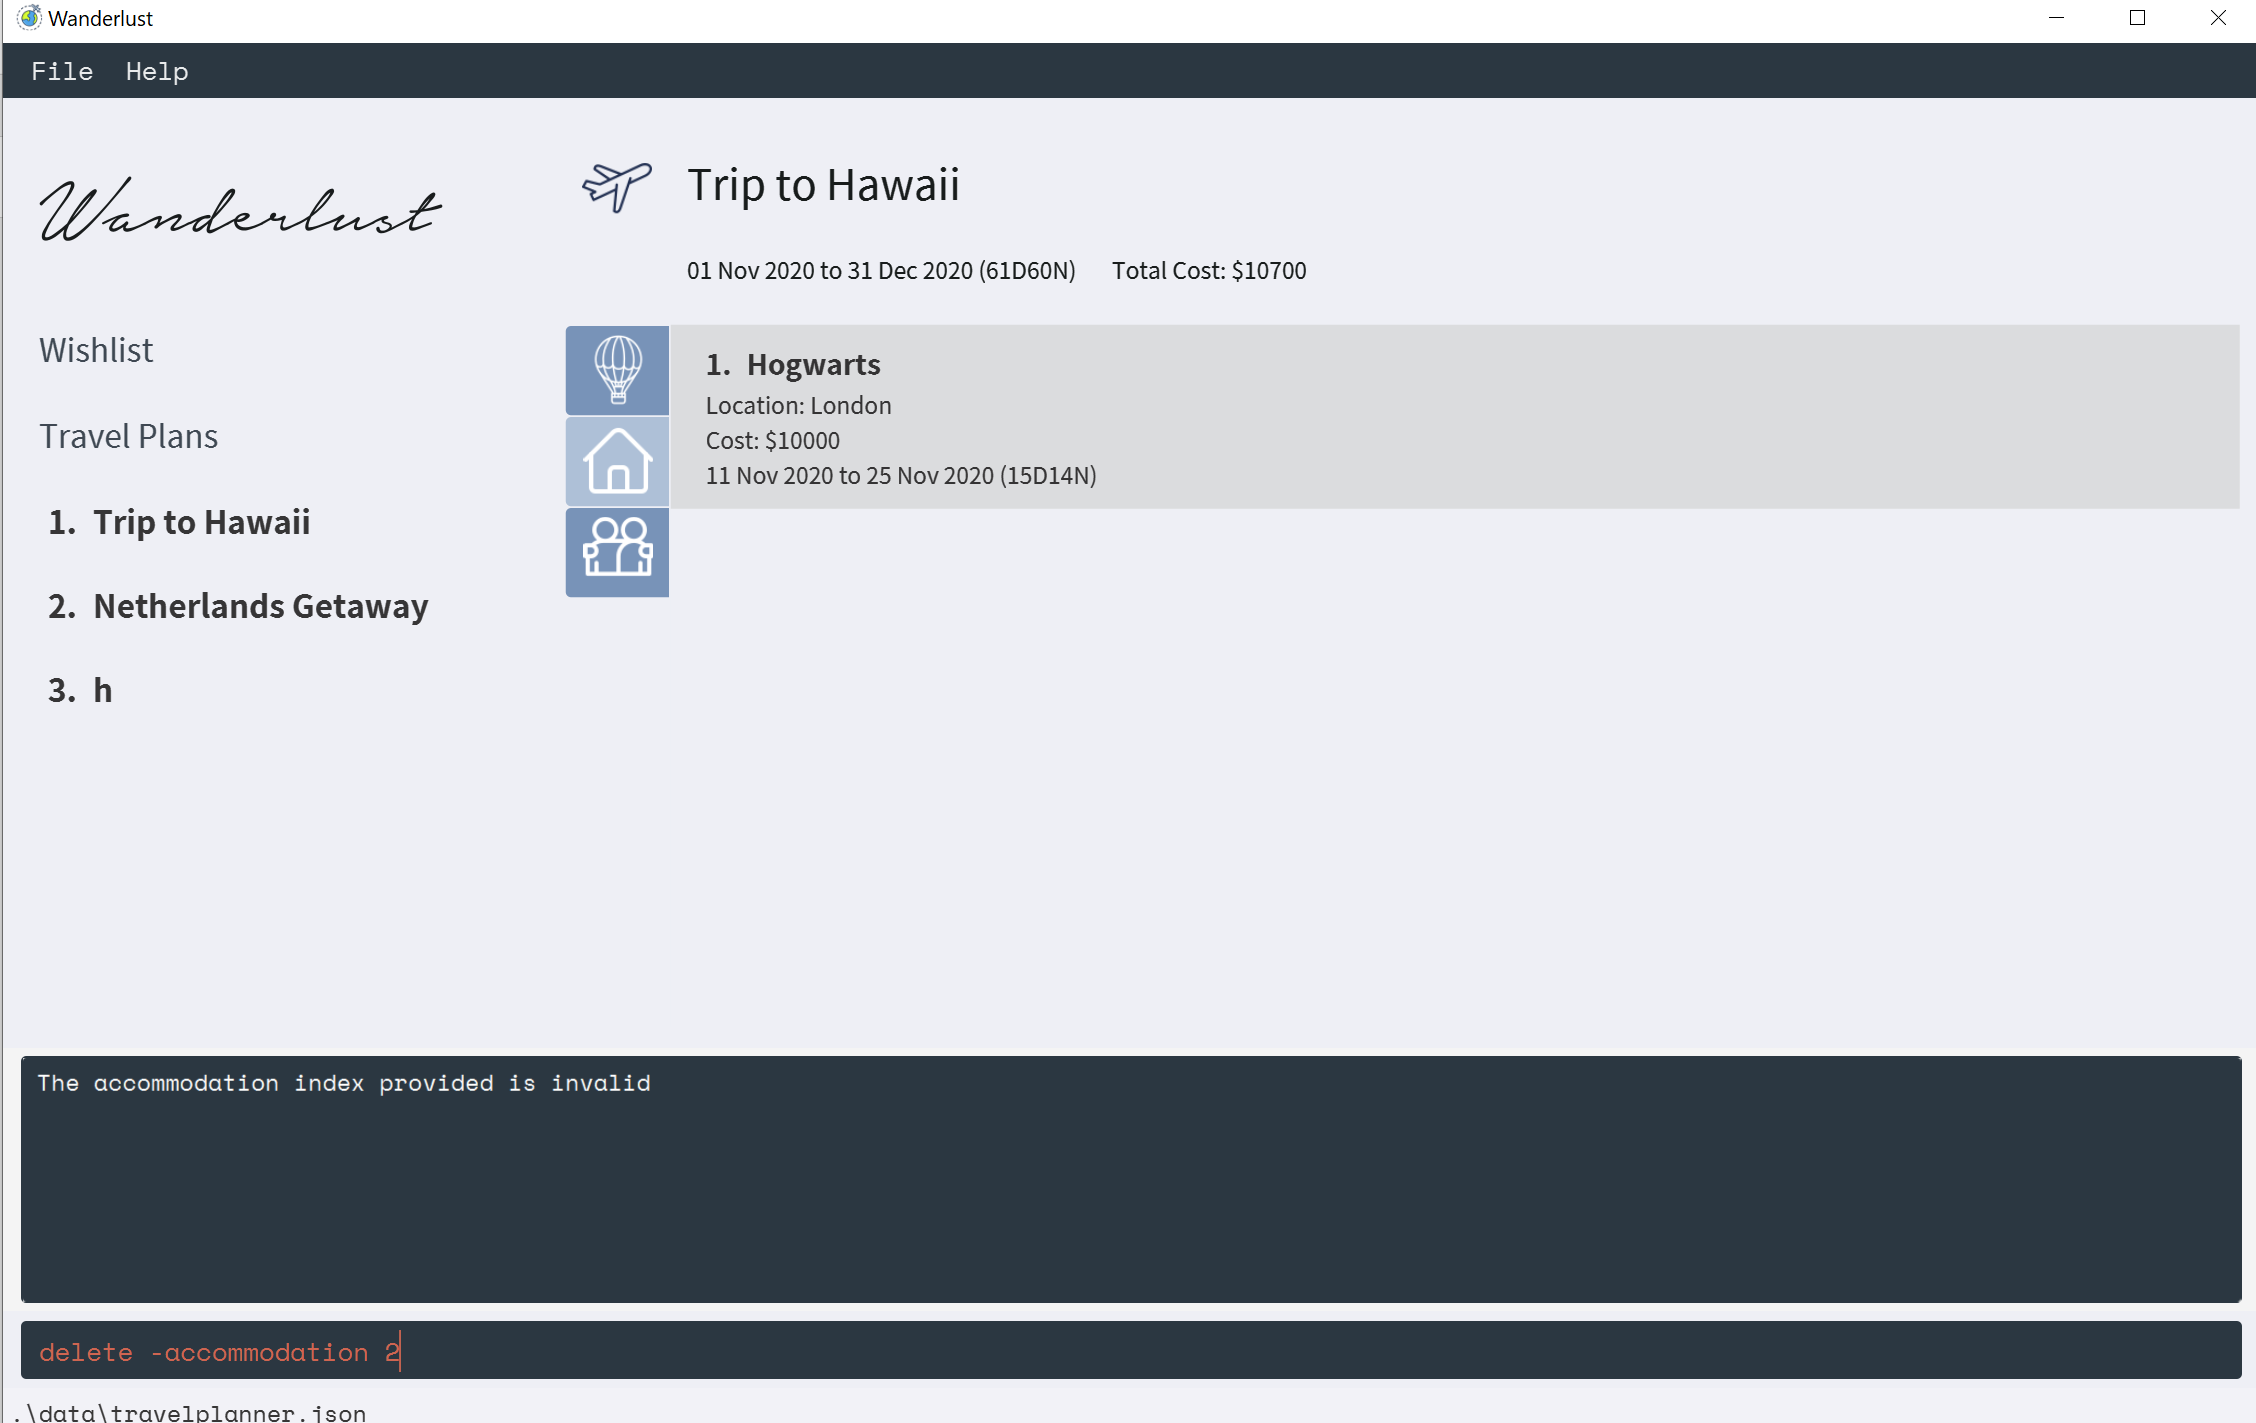 Wanderlust
File Help
Wanderlust
Wishlist
Travel Plans
1. Trip to Hawaii
2. Netherlands Getaway
3. h
Trip to Hawaii
01 Nov 2020 to 31 Dec 2020 (61D60N) Total Cost: $10700
1. Hogwarts
Location: London
Cost: $10000
11 Nov 2020 to 25 Nov 2020 (15D14N)
The accommodation index provided is invalid
delete -accommodation 2
.\data\travelplanner.json